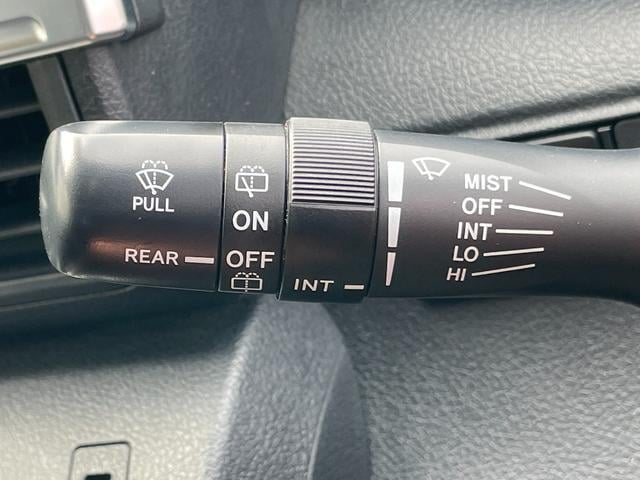 PULL
REAR
ON
OFF
INT
MIST
OFF
INT
LO
HI